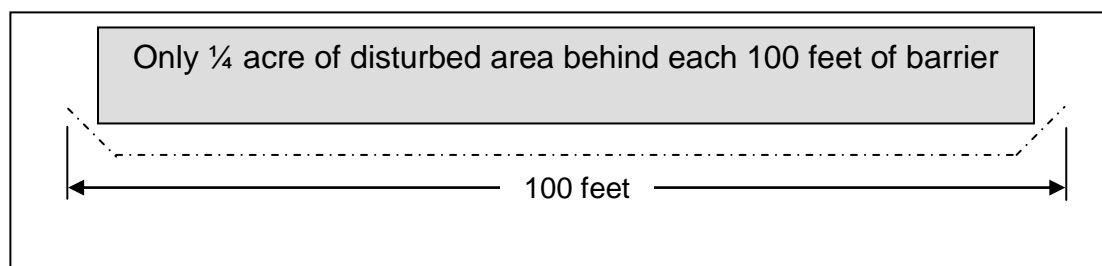 Only ¼ acre of disturbed area behind each 100 feet of barrier
100 feet